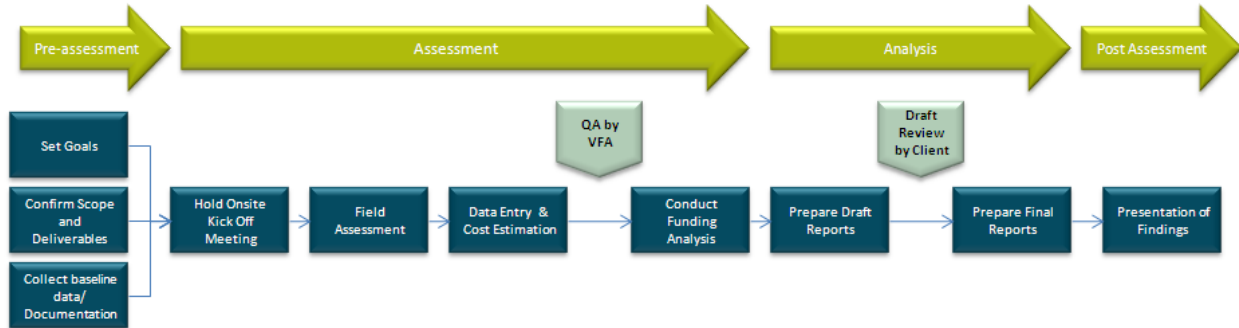 Pre-assessment
Assessment
Analysis
Post Assessment
QA by
VFA
Draft
Review
by Client
Set Goals
Confirm Scope
and
Deliverables
Collect baseline
data/
Documentation
Hold Onsite
Kick Off
Meeting
Field
Assessment
Data Entry &
Cost Estimation
Conduct
Funding
Analysis
Prepare Draft
Reports
Prepare Final
Reports
Presentation of
Findings